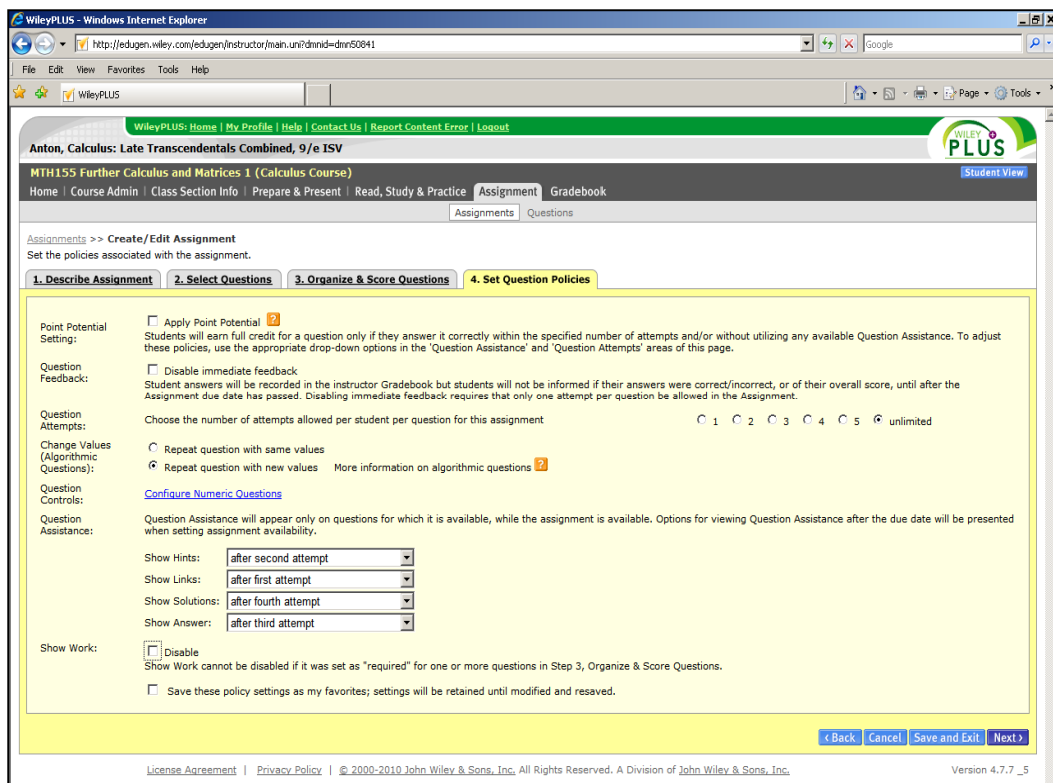 WileyPLUS - Windows Internet Explorer
http://edugen.wiley.com/edugen/instructor/main.uni?dmnid=dmn50841
Google
File Edit View Favorites Tools Help
WileyPLUS
Page Tools
WileyPLUS: Home | My Profile | Help | Contact Us | Report Content Error | Logout
WILEY PLUS
Anton, Calculus: Late Transcendentals Combined, 9/e ISV
MTH155 Further Calculus and Matrices 1 (Calculus Course)
Student View
Home | Course Admin | Class Section Info | Prepare & Present | Read, Study & Practice Assignment Gradebook
Assignments Questions
Assignments >> Create/Edit Assignment
Set the policies associated with the assignment.
1. Describe Assignment 2. Select Questions 3. Organize & Score Questions 4. Set Question Policies
Point Potential Setting:
Apply Point Potential ?
Students will earn full credit for a question only if they answer it correctly within the specified number of attempts and/or without utilizing any available Question Assistance. To adjust
these policies, use the appropriate drop-down options in the 'Question Assistance' and 'Question Attempts' areas of this page.
Question Feedback:
Disable immediate feedback
Student answers will be recorded in the instructor Gradebook but students will not be informed if their answers were correct/incorrect, or of their overall score, until after the
Assignment due date has passed. Disabling immediate feedback requires that only one attempt per question be allowed in the Assignment.
Question Attempts:
Choose the number of attempts allowed per student per question for this assignment 1 2 3 4 5 unlimited
Change Values (Algorithmic Questions):
Repeat question with same values
Repeat question with new values More information on algorithmic questions ?
Question Controls:
Configure Numeric Questions
Question Assistance:
Question Assistance will appear only on questions for which it is available, while the assignment is available. Options for viewing Question Assistance after the due date will be presented
when setting assignment availability.
Show Hints: after second attempt
Show Links: after first attempt
Show Solutions: after fourth attempt
Show Answer: after third attempt
Show Work:
Disable
Show Work cannot be disabled if it was set as "required" for one or more questions in Step 3, Organize & Score Questions.
Save these policy settings as my favorites; settings will be retained until modified and resaved.
< Back Cancel Save and Exit Next >
License Agreement | Privacy Policy | © 2000-2010 John Wiley & Sons, Inc. All Rights Reserved. A Division of John Wiley & Sons, Inc. Version 4.7.7 _5